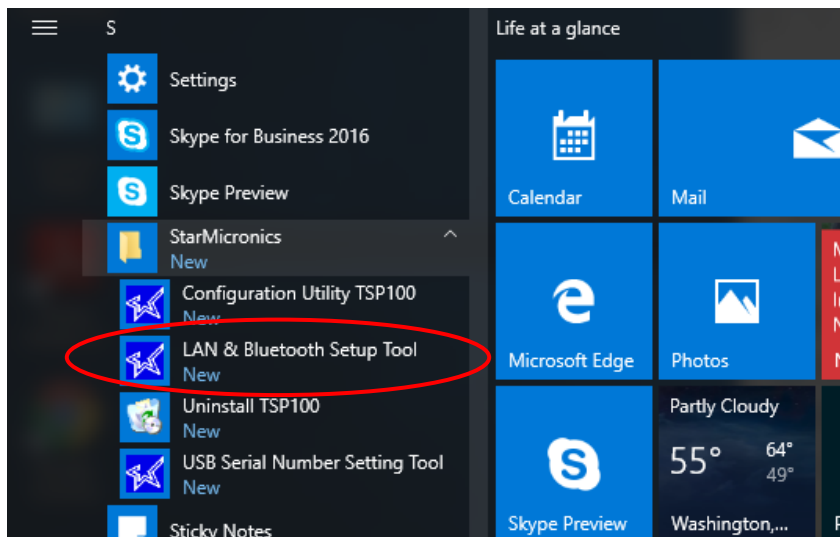 S
Settings
Skype for Business 2016
Skype Preview
StarMicronics
New
Configuration Utility TSP100
New
LAN & Bluetooth Setup Tool
New
Uninstall TSP100
New
USB Serial Number Setting Tool
New
Sticky Notes
Life at a glance
Calendar
Mail
Microsoft Edge
Photos
Skype Preview
Partly Cloudy
55°
64°
49°
Washington,...